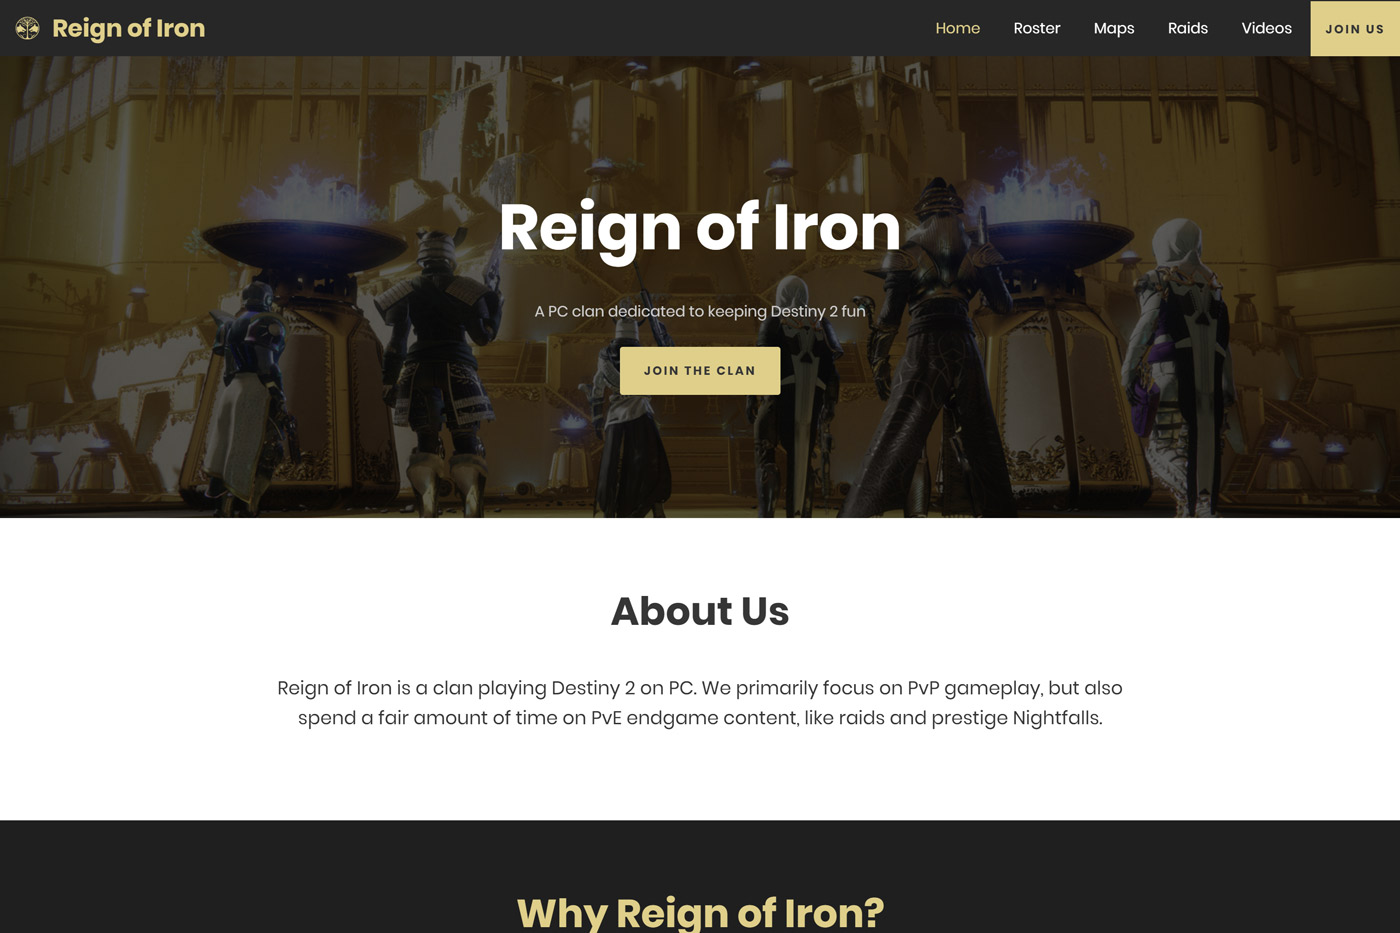 Reign of Iron
Home Roster Maps Raids Videos JOIN US
Reign of Iron
A PC clan dedicated to keeping Destiny 2 fun
JOIN THE CLAN
About Us
Reign of Iron is a clan playing Destiny 2 on PC. We primarily focus on PvP gameplay, but also
spend a fair amount of time on PvE endgame content, like raids and prestige Nightfalls.
Why Reign of Iron?